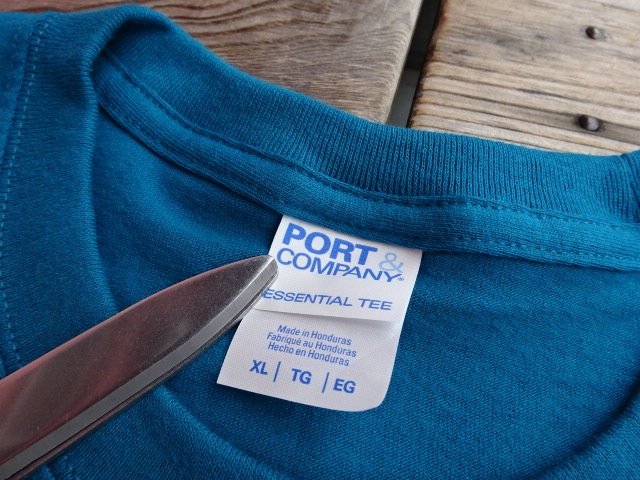 PORT &
COMPANY®
ESSENTIAL TEE
Made in Honduras
Fabriqué au Honduras
Hecho en Honduras
XL | TG | EG